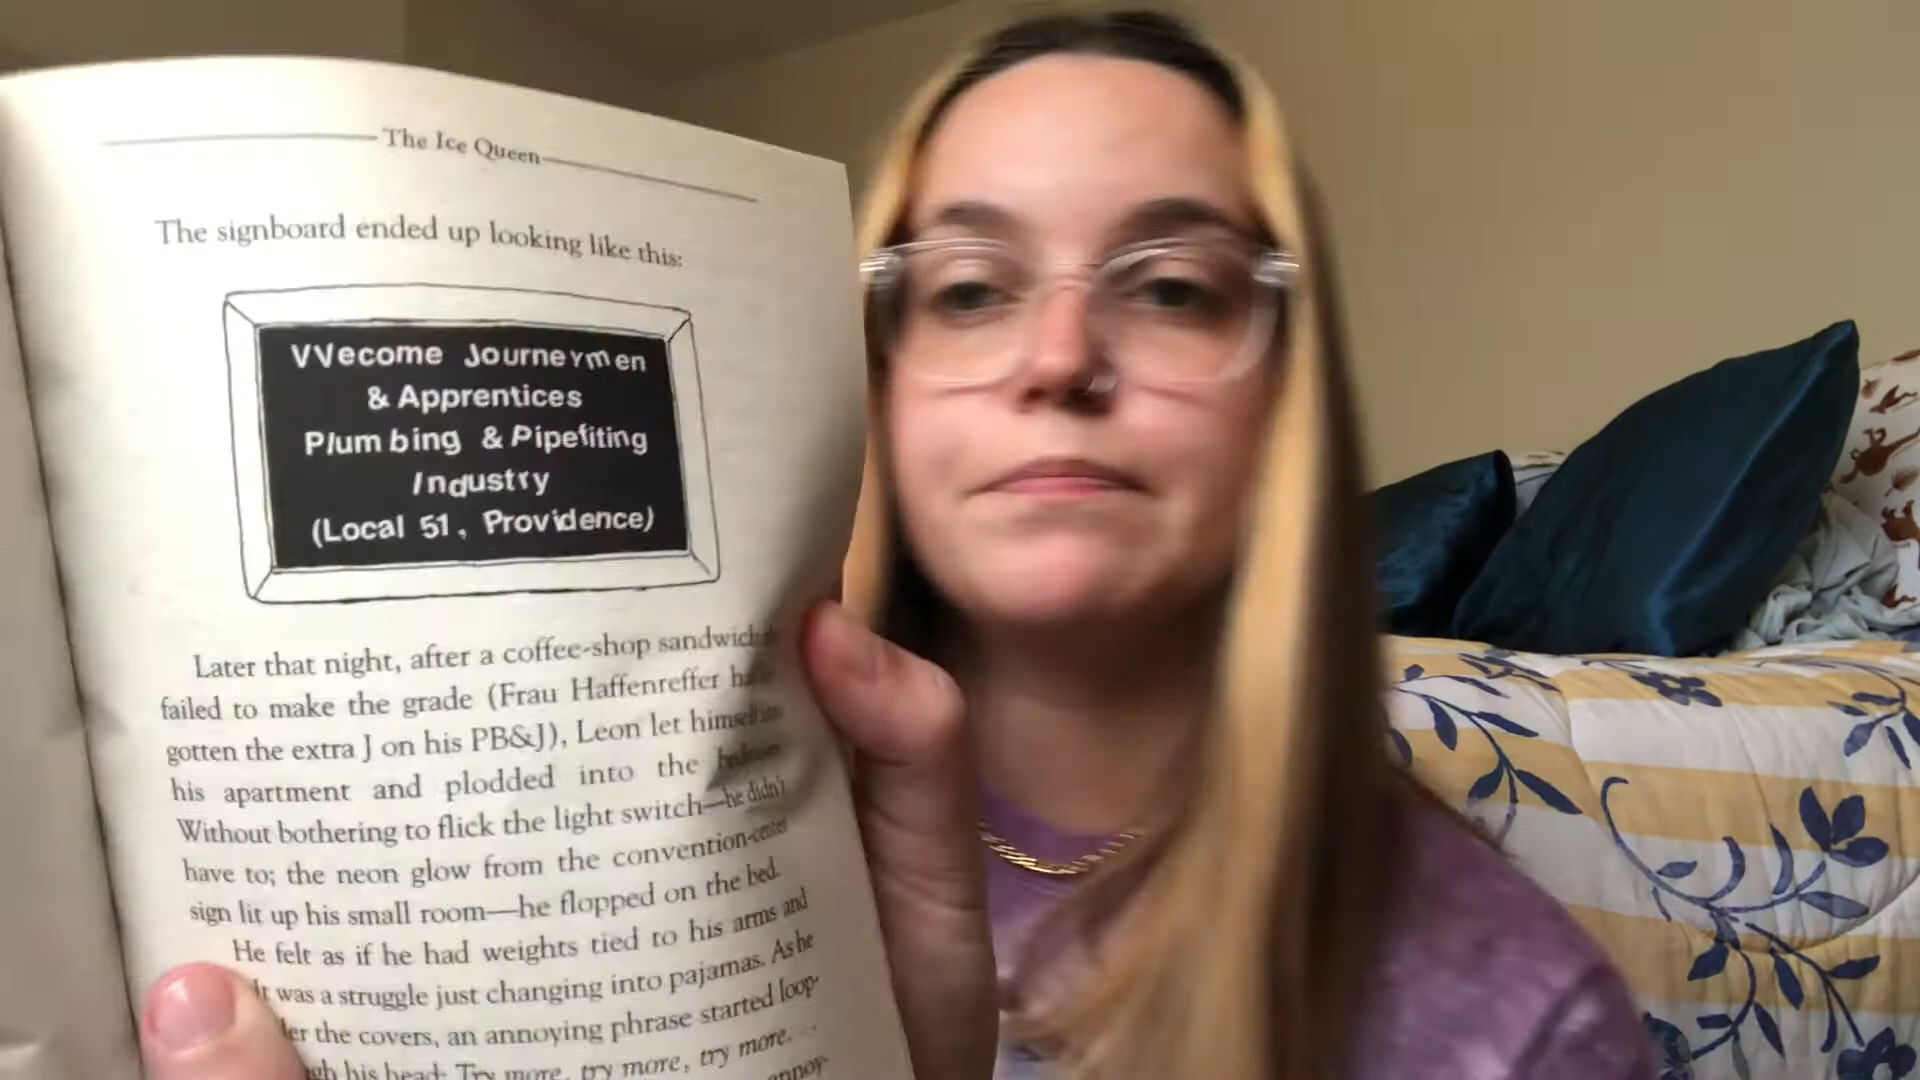 The Ice Queen
The signboard ended up looking like this:
VVecome Journeymen
& Apprentices
Plumbing & Pipefiting
Industry
(Local 51, Providence)
Later that night, after a coffee-shop sandwich
failed to make the grade (Frau Haffenreffer
gotten the extra J on his PB&J), Leon let himself
his apartment and plodded into the
Without bothering to flick the light switch—he didn't
have to; the neon glow from the convention-center
sign lit up his small room—he flopped on the bed.
He felt as if he had weights tied to his arms and
It was a struggle just changing into pajamas. As he
the covers, an annoying phrase started loop-
his head: Try more, try more, try more. . . .
annoy-